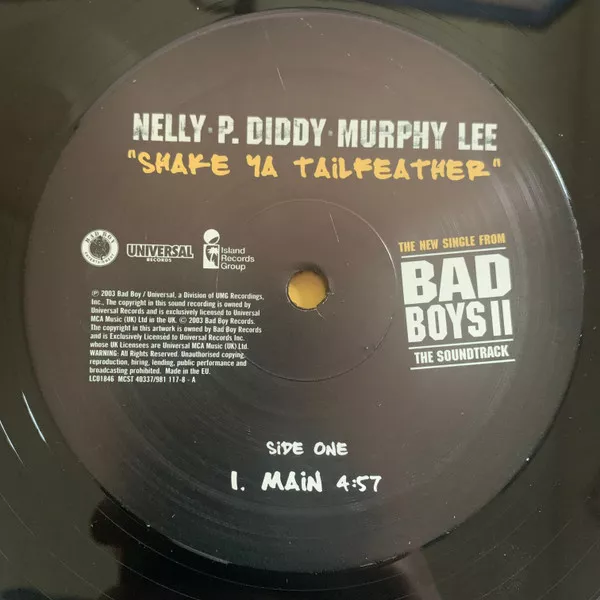 NELLY · P. DIDDY · MURPHY LEE
"SHAKE YA TAILFEATHER"
BAD BOY
UNIVERSAL
RECORDS
Island
Records
Group
THE NEW SINGLE FROM
BAD
BOYS II
THE SOUNDTRACK
℗ 2003 Bad Boy / Universal, a Division of UMG Recordings,
Inc., The copyright in this sound recording is owned by
Universal Records and is exclusively licensed to Universal
MCA Music (UK) Ltd in the UK. © 2003 Bad Boy Records.
The copyright in this artwork is owned by Bad Boy Records
and is Exclusively Licensed to Universal Records Inc.
whose UK Licensees are Universal MCA Music (UK) Ltd.
WARNING: All Rights Reserved. Unauthorised copying,
reproduction, hiring, lending, public performance and
broadcasting prohibited. Made in the EU.
LC01846 MCST 40337/981 117-8 - A
SIDE ONE
1. MAIN 4:57